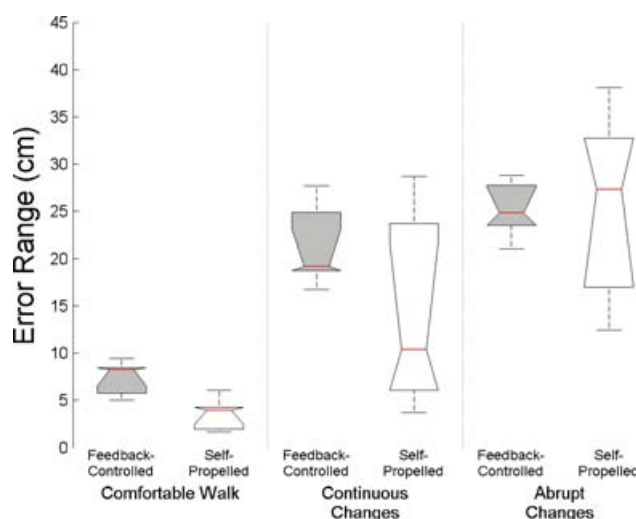 Error Range (cm)
45
40
35
30
25
20
15
10
5
0
Feedback-
Controlled
Self-
Propelled
Feedback-
Controlled
Self-
Propelled
Feedback-
Controlled
Self-
Propelled
Comfortable Walk
Continuous
Changes
Abrupt
Changes